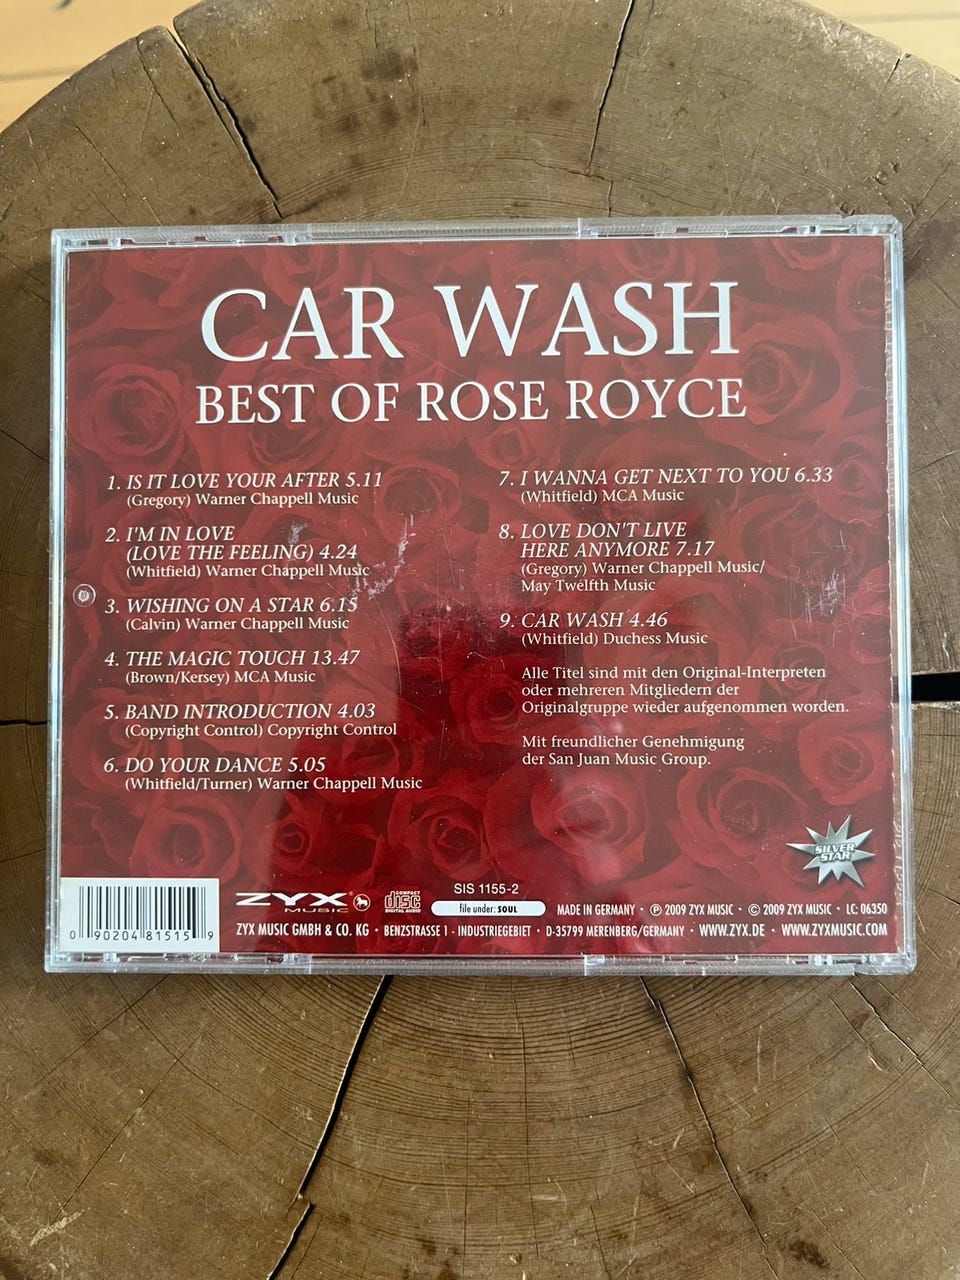 CAR WASH
BEST OF ROSE ROYCE
1. IS IT LOVE YOUR AFTER 5.11
(Gregory) Warner Chappell Music
2. I'M IN LOVE
(LOVE THE FEELING) 4.24
(Whitfield) Warner Chappell Music
3. WISHING ON A STAR 6.15
(Calvin) Warner Chappell Music
4. THE MAGIC TOUCH 13.47
(Brown/Kersey) MCA Music
5. BAND INTRODUCTION 4.03
(Copyright Control) Copyright Control
6. DO YOUR DANCE 5.05
(Whitfield/Turner) Warner Chappell Music
7. I WANNA GET NEXT TO YOU 6.33
(Whitfield) MCA Music
8. LOVE DON'T LIVE
HERE ANYMORE 7.17
(Gregory) Warner Chappell Music/
May Twelfth Music
9. CAR WASH 4.46
(Whitfield) Duchess Music
Alle Titel sind mit den Original-Interpreten
oder mehreren Mitgliedern der
Originalgruppe wieder aufgenommen worden.
Mit freundlicher Genehmigung
der San Juan Music Group.
SILVER
STAR
0 90204 81515 9
ZYX®
MUSIC
COMPACT
disc
DIGITAL AUDIO
SIS 1155-2
file under: SOUL
MADE IN GERMANY · ℗ 2009 ZYX MUSIC · © 2009 ZYX MUSIC · LC: 06350
ZYX MUSIC GMBH & CO. KG · BENZSTRASSE 1 · INDUSTRIEGEBIET · D-35799 MERENBERG/GERMANY · WWW.ZYX.DE · WWW.ZYXMUSIC.COM